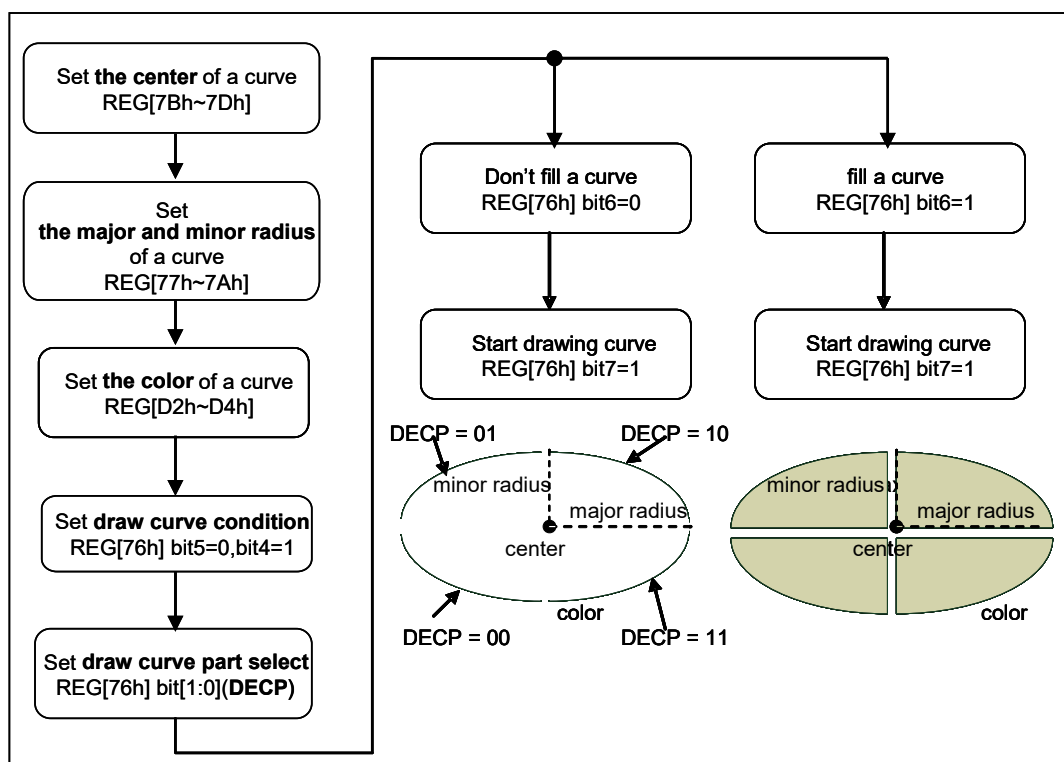 Set the center of a curve
REG[7Bh~7Dh]
Set
the major and minor radius
of a curve
REG[77h~7Ah]
Set the color of a curve
REG[D2h~D4h]
Set draw curve condition
REG[76h] bit5=0,bit4=1
Set draw curve part select
REG[76h] bit[1:0](DECP)
Don’t fill a curve
REG[76h] bit6=0
Start drawing curve
REG[76h] bit7=1
fill a curve
REG[76h] bit6=1
Start drawing curve
REG[76h] bit7=1
DECP = 01
DECP = 10
minor radius
major radius
center
color
DECP = 00
DECP = 11
minor radius
major radius
center
color